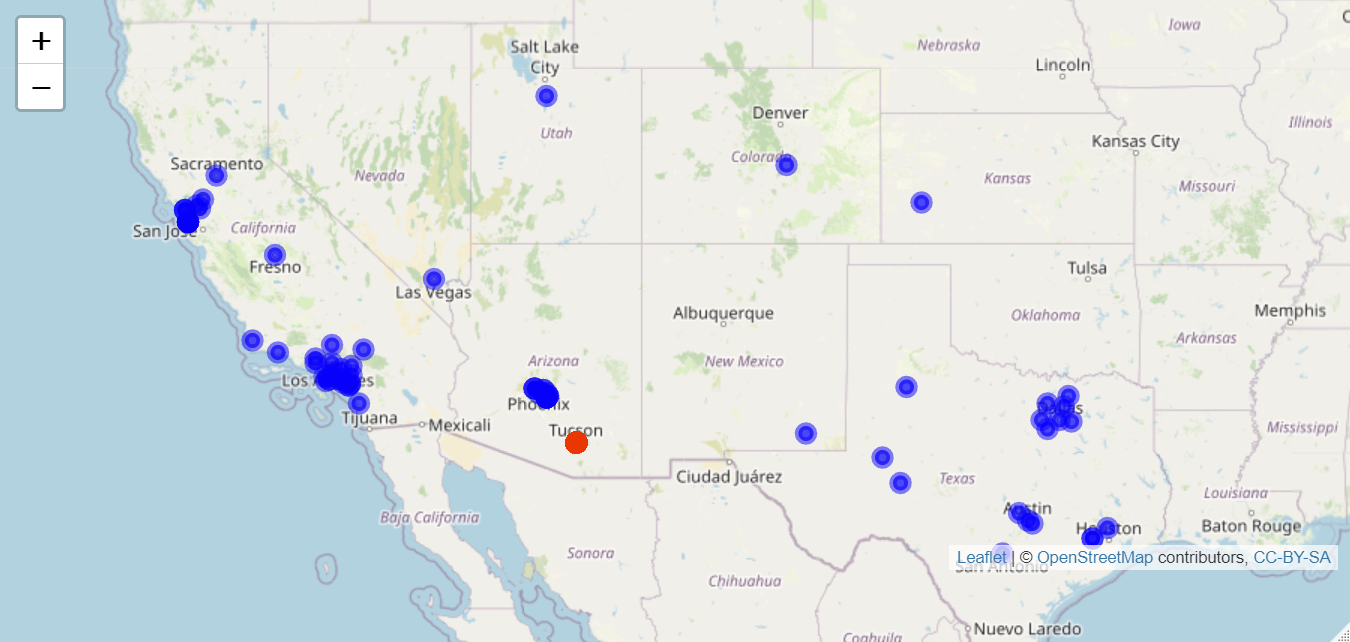 +
−
Salt Lake
City
Iowa
Nebraska
Lincoln
Denver
Illinois
Kansas City
Utah
Sacramento
Colorado
Nevada
Kansas
Missouri
San Jose
California
Fresno
Las Vegas
Tulsa
Albuquerque
Oklahoma
Memphis
Arkansas
Arizona
New Mexico
Los Angeles
Phoenix
Dallas
Tijuana
Mexicali
Tucson
Mississippi
Ciudad Juárez
Texas
Louisiana
Austin
Baja California
Houston
Baton Rouge
Sonora
Leaflet | © OpenStreetMap contributors, CC-BY-SA
San Antonio
Chihuahua
Nuevo Laredo
Coahuila